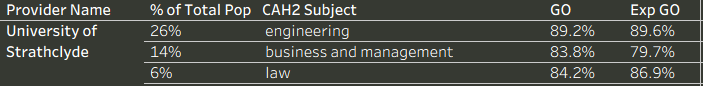 Provider Name % of Total Pop CAH2 Subject GO Exp GO
University of 26% engineering 89.2% 89.6%
Strathclyde 14% business and management 83.8% 79.7%
6% law 84.2% 86.9%